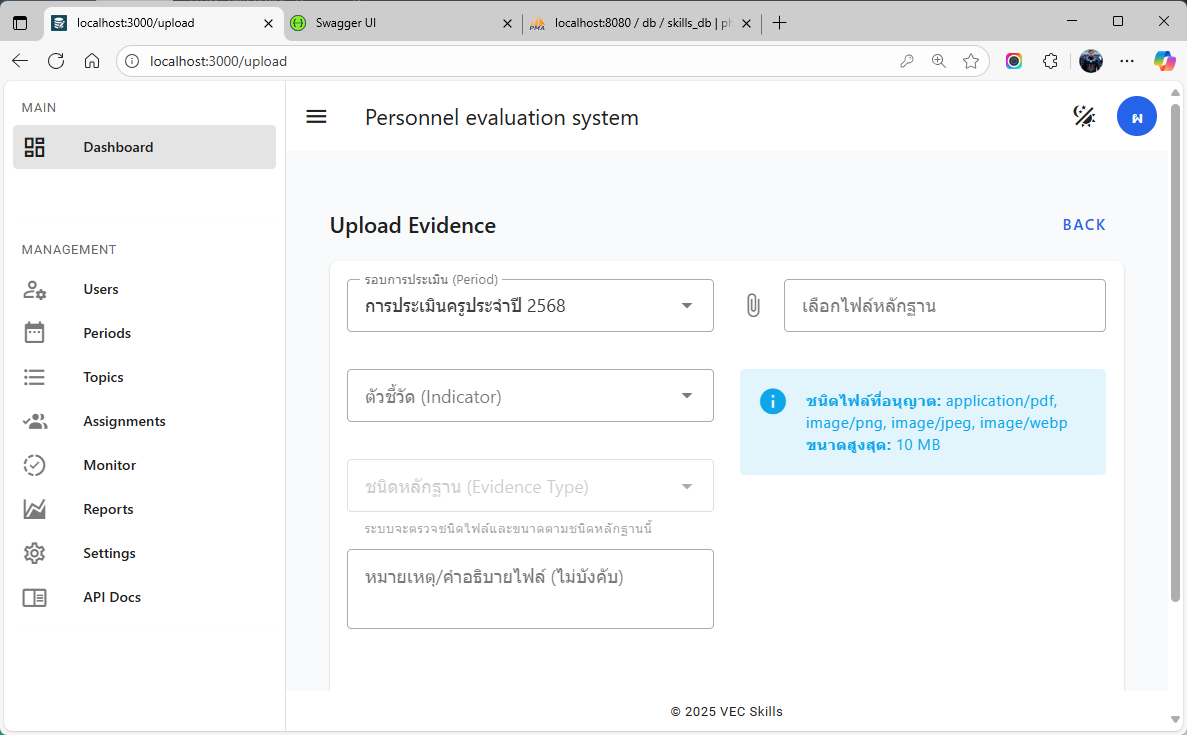 localhost:3000/upload
Swagger UI
localhost:8080 / db / skills_db |
localhost:3000/upload
MAIN
Dashboard
MANAGEMENT
Users
Periods
Topics
Assignments
Monitor
Reports
Settings
API Docs
Personnel evaluation system
ผ
Upload Evidence
BACK
รอบการประเมิน (Period)
การประเมินครูประจำปี 2568
เลือกไฟล์หลักฐาน
ตัวชี้วัด (Indicator)
ชนิดไฟล์ที่อนุญาต: application/pdf,
image/png, image/jpeg, image/webp
ขนาดสูงสุด: 10 MB
ชนิดหลักฐาน (Evidence Type)
ระบบจะตรวจชนิดไฟล์และขนาดตามชนิดหลักฐานนี้
หมายเหตุ/คำอธิบายไฟล์ (ไม่บังคับ)
© 2025 VEC Skills